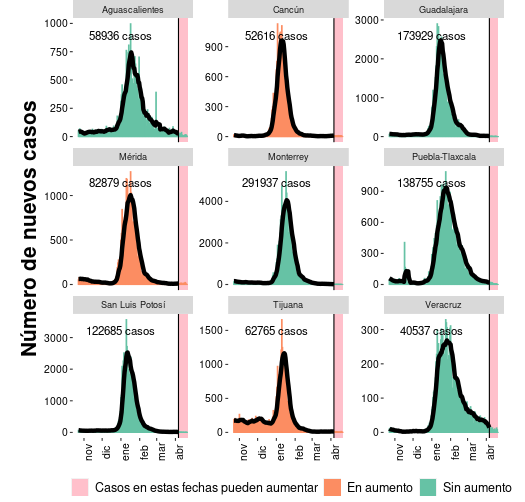 Número de nuevos casos
Aguascalientes
58936 casos
1000
750
500
250
0
Cancún
52616 casos
900
600
300
0
Guadalajara
173929 casos
3000
2000
1000
0
Mérida
82879 casos
1000
500
0
Monterrey
291937 casos
4000
2000
0
Puebla-Tlaxcala
138755 casos
900
600
300
0
San Luis Potosí
122685 casos
3000
2000
1000
0
Tijuana
62765 casos
1500
1000
500
0
Veracruz
40537 casos
300
200
100
0
nov dic ene feb mar abr
nov dic ene feb mar abr
nov dic ene feb mar abr
Casos en estas fechas pueden aumentar En aumento Sin aumento